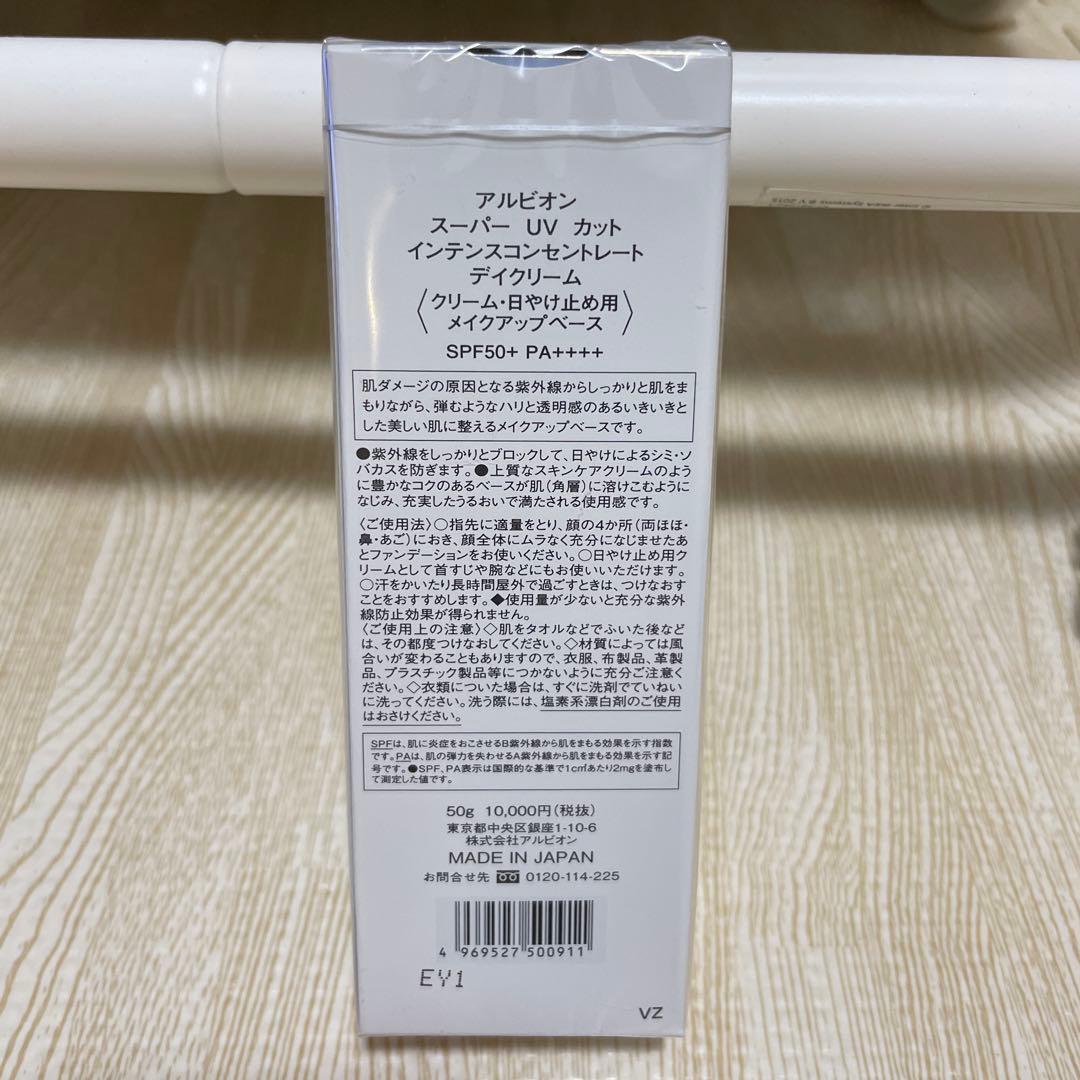 アルビオン
スーパー UV カット
インテンスコンセントレート
デイクリーム
〈クリーム・日やけ止め用
メイクアップベース〉
SPF50+ PA++++
肌ダメージの原因となる紫外線からしっかりと肌をま
もりながら、弾むようなハリと透明感のあるいきいきと
した美しい肌に整えるメイクアップベースです。
●紫外線をしっかりとブロックして、日やけによるシミ・ソ
バカスを防ぎます。●上質なスキンケアクリームのよう
に豊かなコクのあるベースが肌(角層)に溶けこむように
なじみ、充実したうるおいで満たされる使用感です。
〈ご使用法〉○指先に適量をとり、顔の4か所(両ほほ・
鼻・あご)におき、顔全体にムラなく充分になじませたあ
とファンデーションをお使いください。○日やけ止め用ク
リームとして首すじや腕などにもお使いいただけます。
○汗をかいたり長時間屋外で過ごすときは、つけなおす
ことをおすすめします。◆使用量が少ないと充分な紫外
線防止効果が得られません。
〈ご使用上の注意〉◇肌をタオルなどでふいた後など
は、その都度つけなおしてください。◇材質によっては風
合いが変わることもありますので、衣服、布製品、革製
品、プラスチック製品等につかないように充分ご注意く
ださい。◇衣類についた場合は、すぐに洗剤でていねい
に洗ってください。洗う際には、塩素系漂白剤のご使用
はおさけください。
SPFは、肌に炎症をおこさせるB紫外線から肌をまもる効果を示す指数
です。PAは、肌の弾力を失わせるA紫外線から肌をまもる効果を示す記
号です。●SPF、PA表示は国際的な基準で1c㎡あたり2mgを塗布し
て測定した値です。
50g 10,000円(税抜)
東京都中央区銀座1-10-6
株式会社アルビオン
MADE IN JAPAN
お問合せ先 0120-114-225
4 969527 500911
EY1
VZ